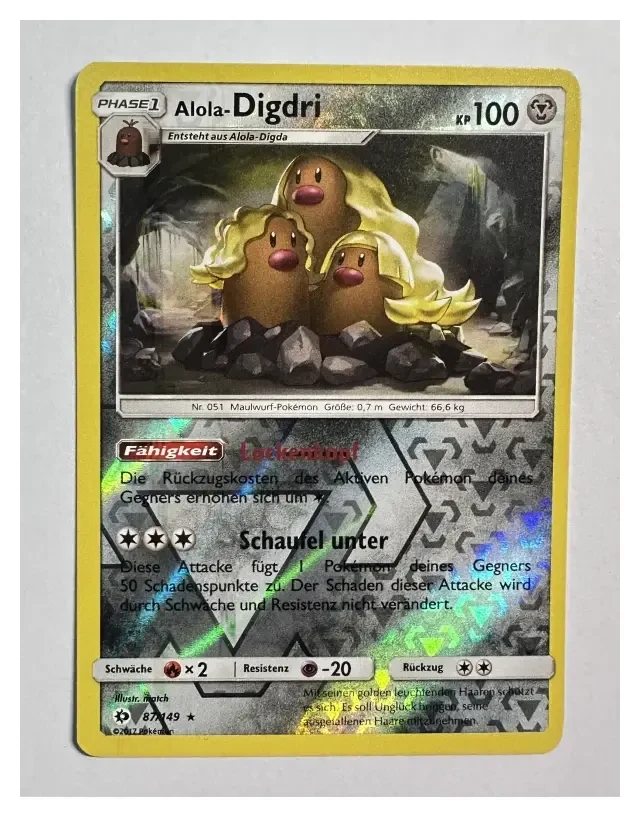 PHASE 1 Alola-Digdri KP 100
Entsteht aus Alola-Digda
Nr. 051 Maulwurf-Pokémon Größe: 0,7 m Gewicht: 66,6 kg
Fähigkeit Lockenkopf
Die Rückzugskosten des Aktiven Pokémon deines
Gegners erhöhen sich um .
Schaufel unter
Diese Attacke fügt 1 Pokémon deines Gegners
50 Schadenspunkte zu. Der Schaden dieser Attacke wird
durch Schwäche und Resistenz nicht verändert.
Schwäche ×2 Resistenz -20 Rückzug
Illustr. match
87/149 ★
©2017 Pokémon
Mit seinen golden leuchtenden Haaren schützt
es sich. Es soll Unglück bringen, seine
ausgefallenen Haare mitzunehmen.